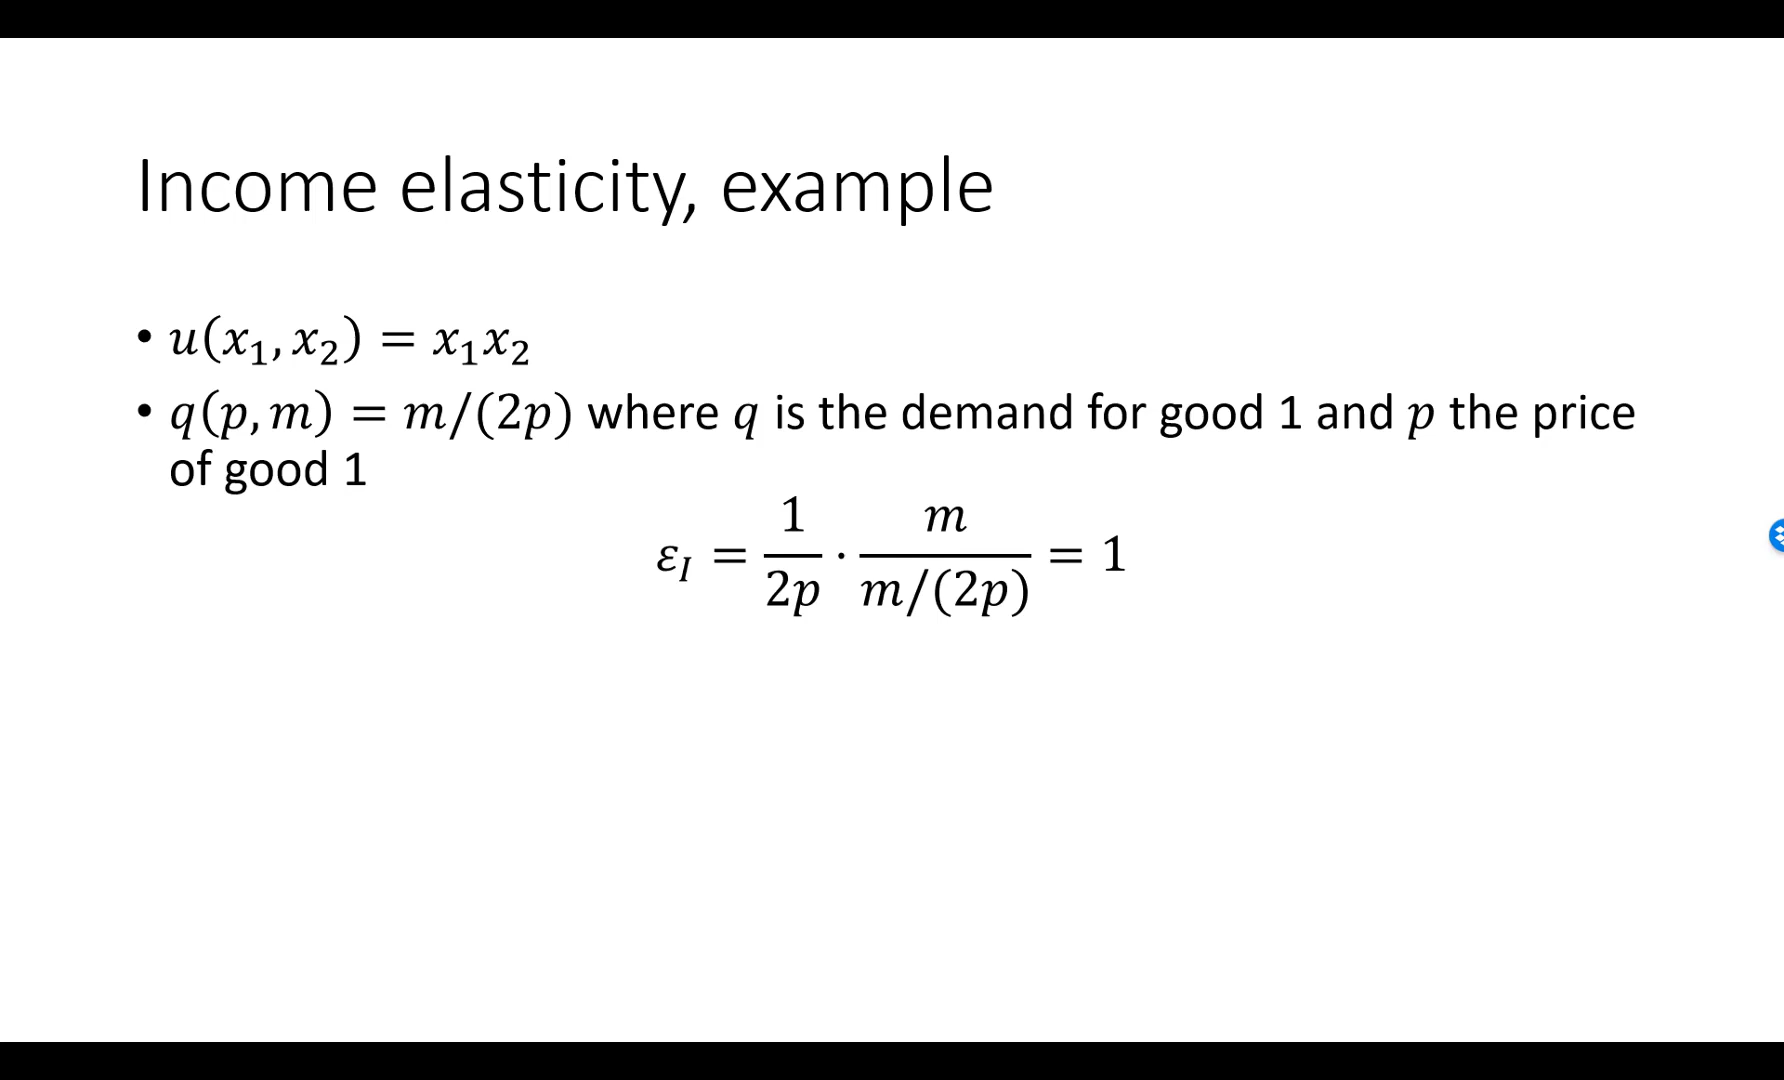 Income elasticity, example
• u(x₁, x₂) = x₁x₂
• q(p, m) = m/(2p) where q is the demand for good 1 and p the price
of good 1
ε_I = 1/2p · m/(m/(2p)) = 1